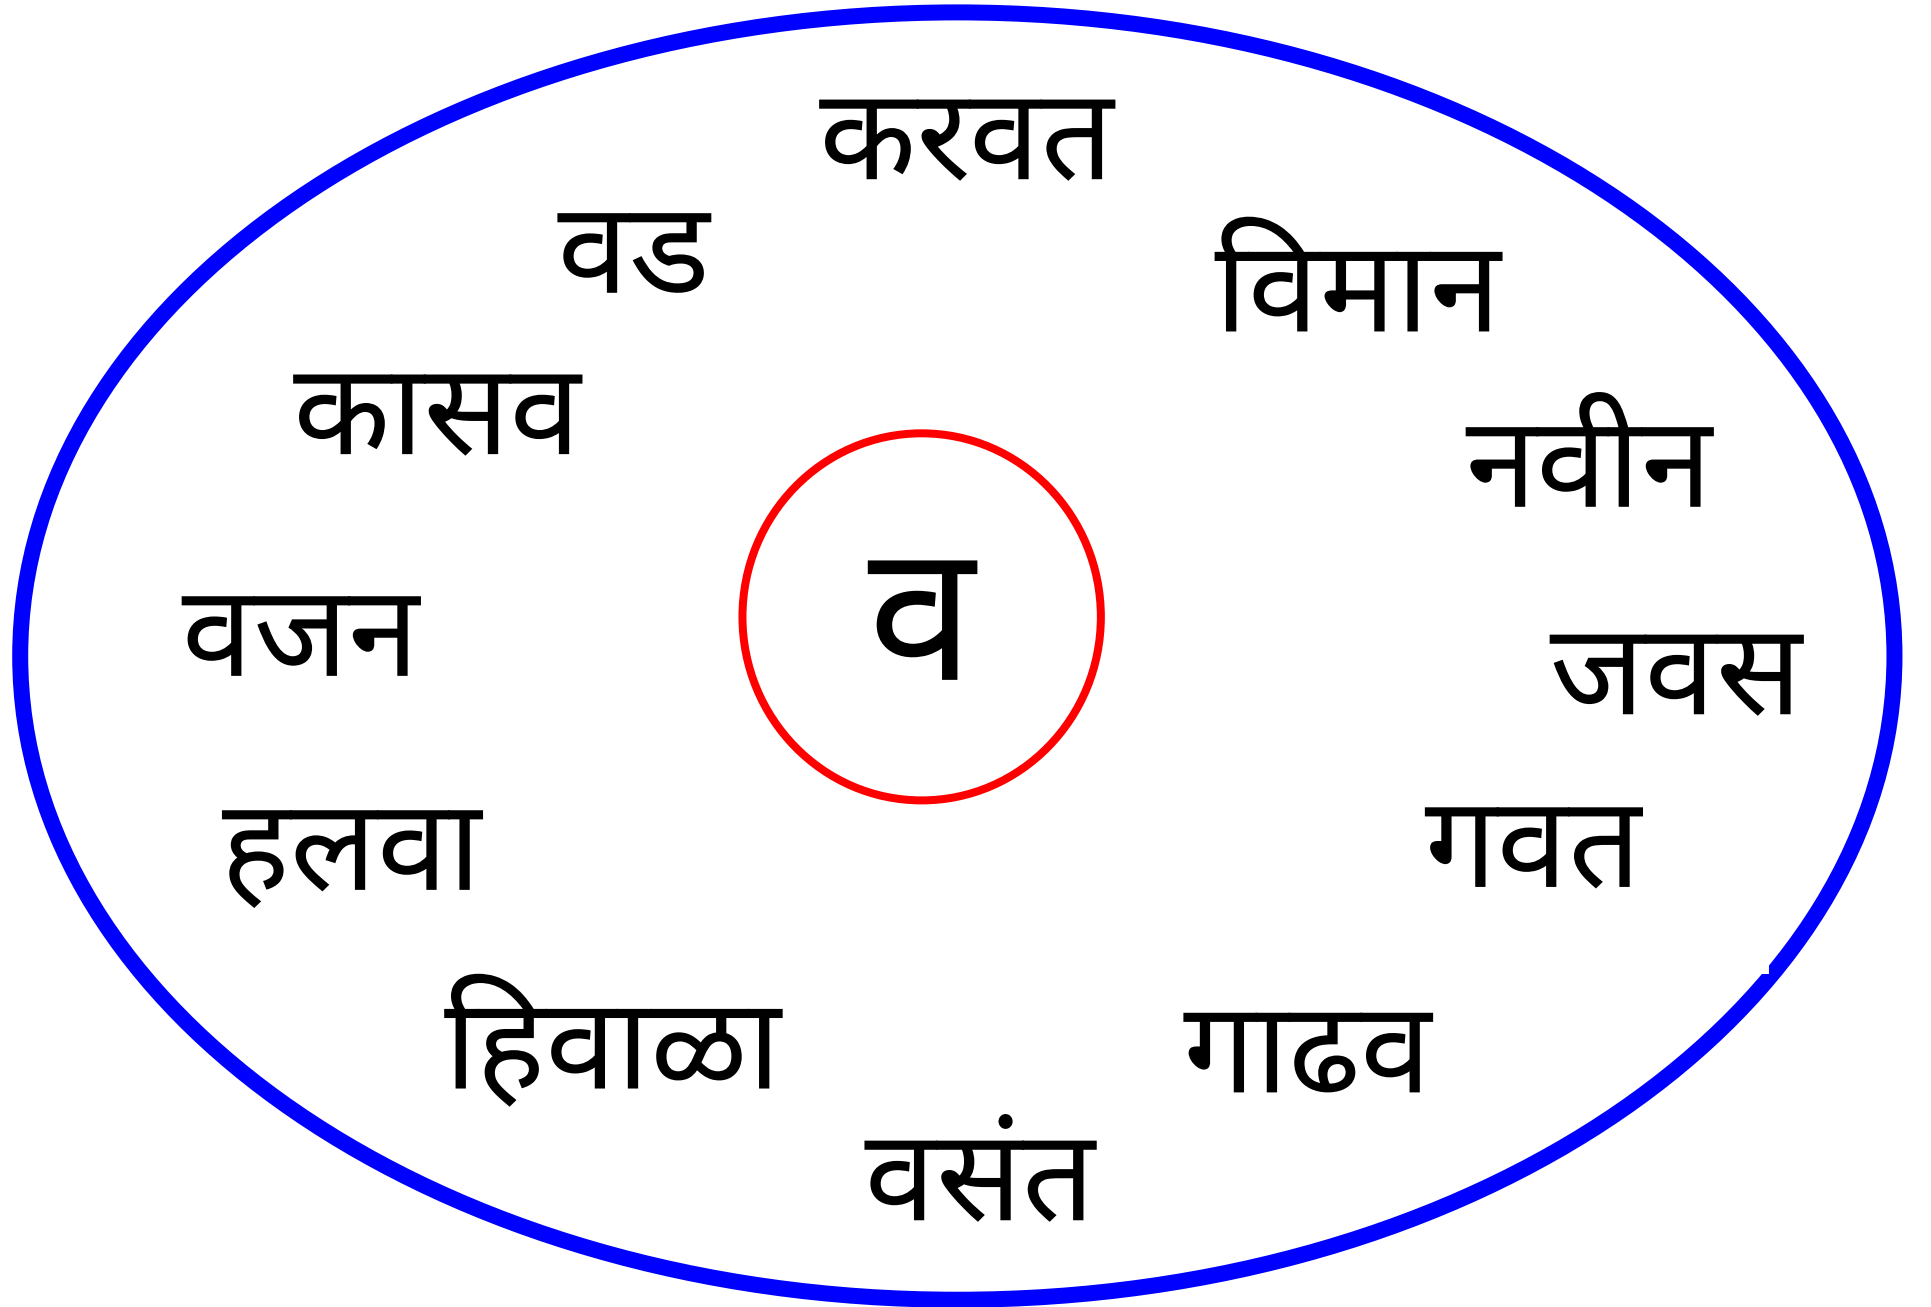 करवत
वड
विमान
कासव
नवीन
व
वजन
जवस
हलवा
गवत
हिवाळा
गाढव
वसंत